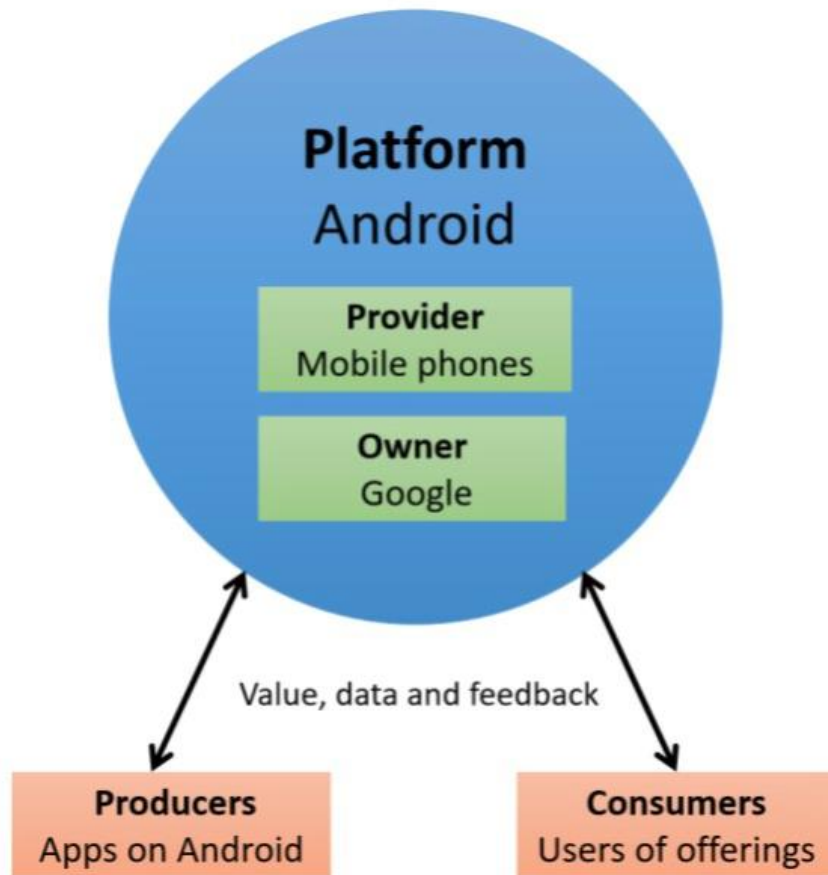 Platform
Android
Provider
Mobile phones
Owner
Google
Value, data and feedback
Producers
Apps on Android
Consumers
Users of offerings